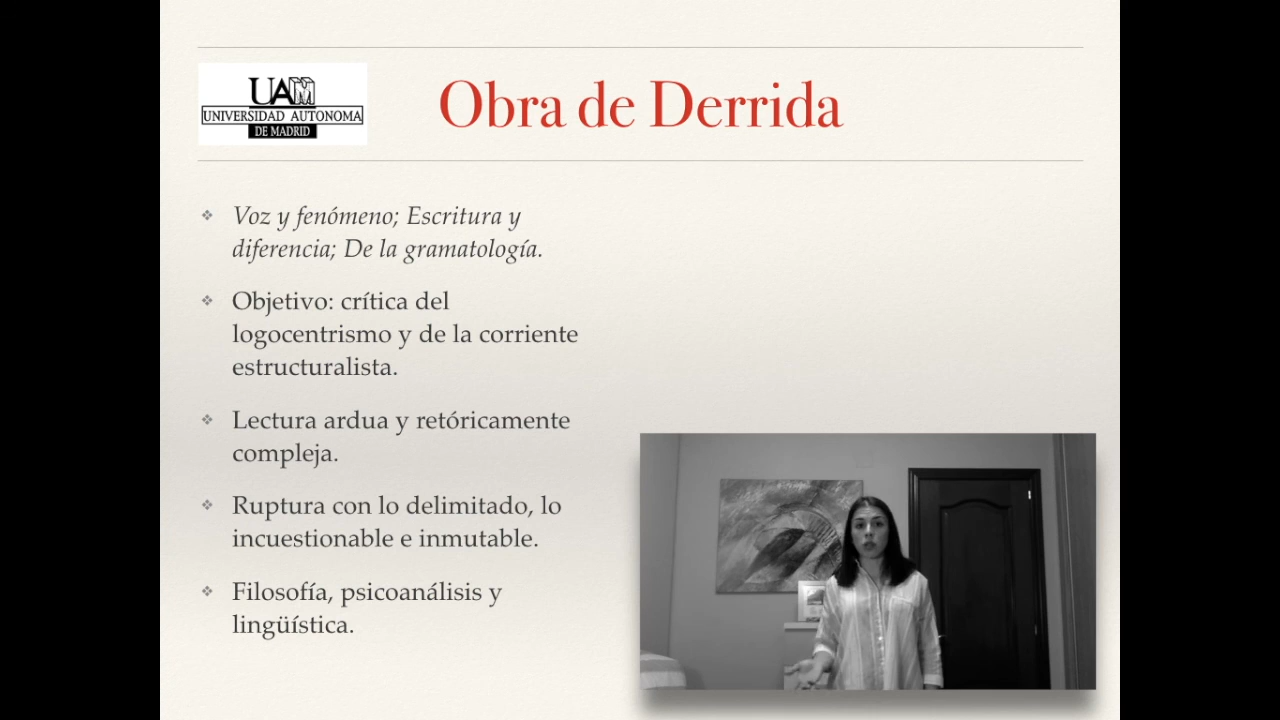 UAM
UNIVERSIDAD AUTONOMA
DE MADRID
Obra de Derrida
Voz y fenómeno; Escritura y
diferencia; De la gramatología.
Objetivo: crítica del
logocentrismo y de la corriente
estructuralista.
Lectura ardua y retóricamente
compleja.
Ruptura con lo delimitado, lo
incuestionable e inmutable.
Filosofía, psicoanálisis y
lingüística.